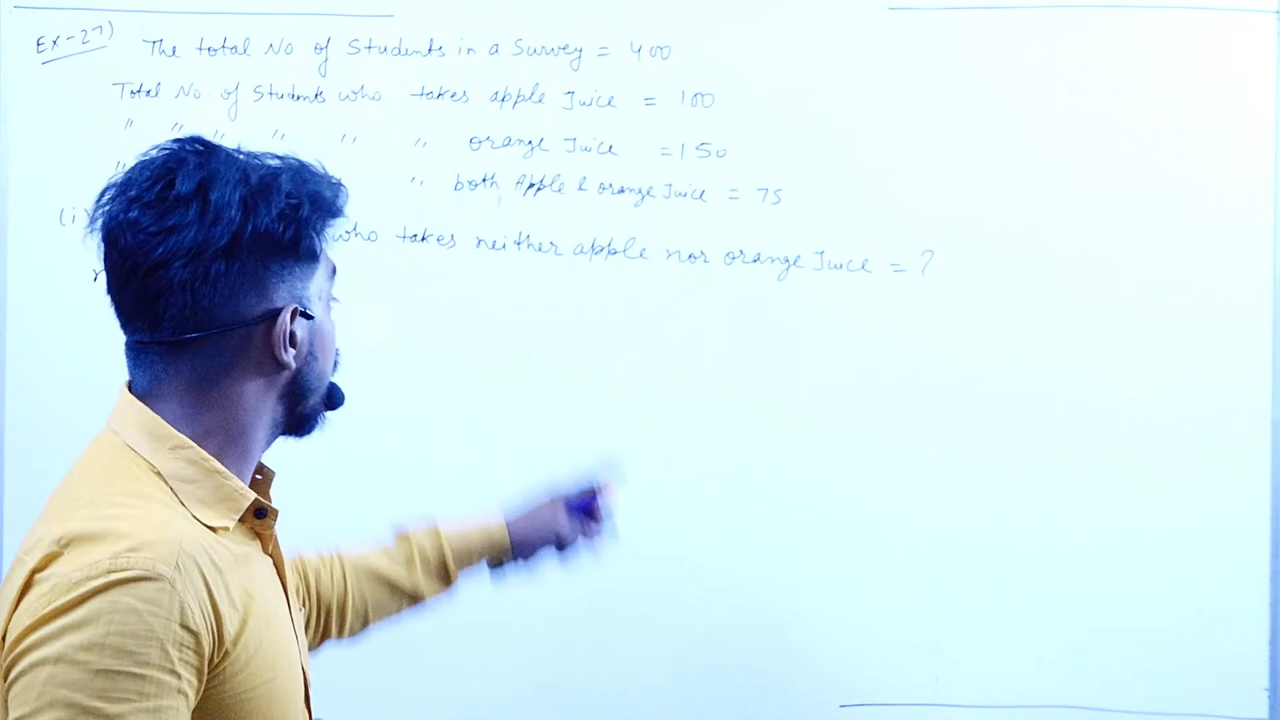 Ex-27) The total No of Students in a Survey = 400
Total No. of Students who takes apple Juice = 100
" " " " " " orange Juice = 150
" " both Apple & orange Juice = 75
(i) who takes neither apple nor orange Juice = ?